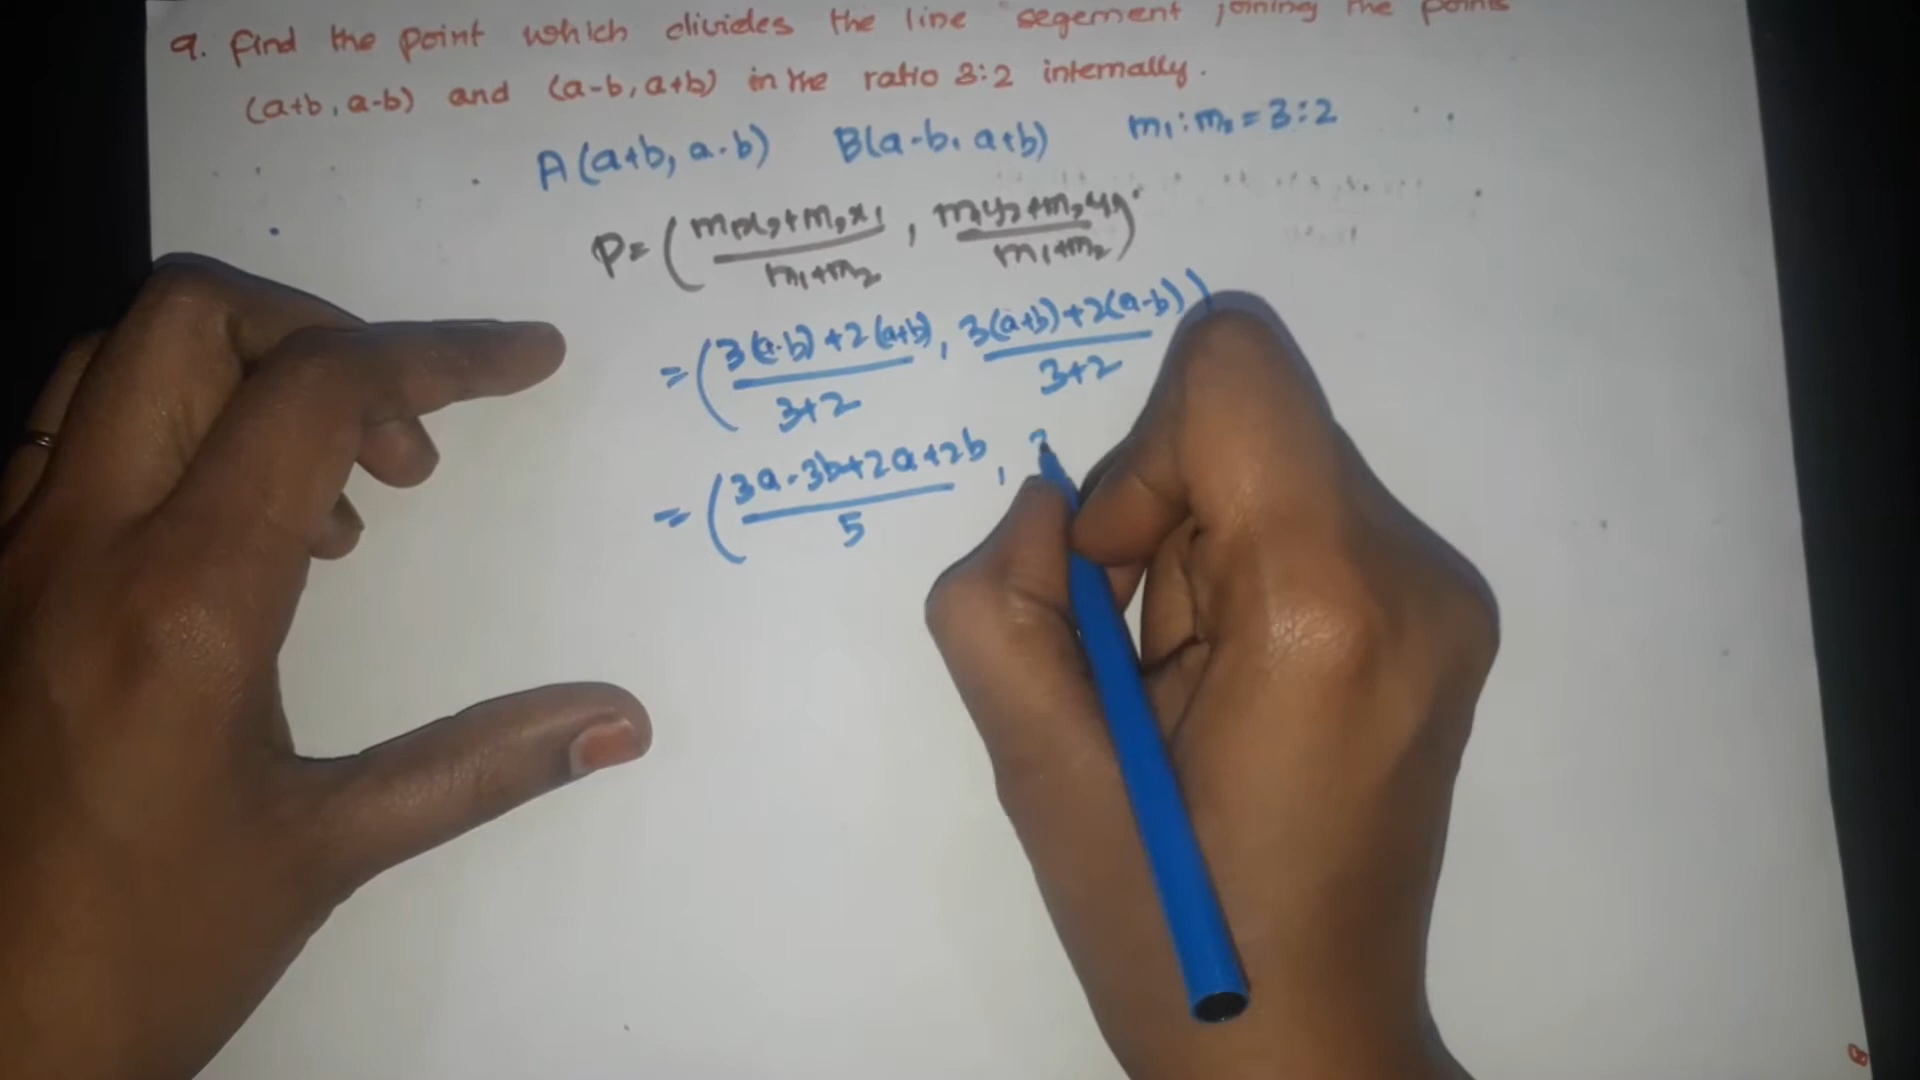 9. find the point which divides the line segement joining the points
(a+b, a-b) and (a-b, a+b) in the ratio 3:2 internally.
A (a+b, a-b) B(a-b, a+b) m₁:m₂ = 3:2
P= (m₁x₂+m₂x₁/m₁+m₂, m₁y₂+m₂y₁/m₁+m₂)
= (3(a-b)+2(a+b)/3+2, 3(a+b)+2(a-b)/3+2)
= (3a-3b+2a+2b/5, 3